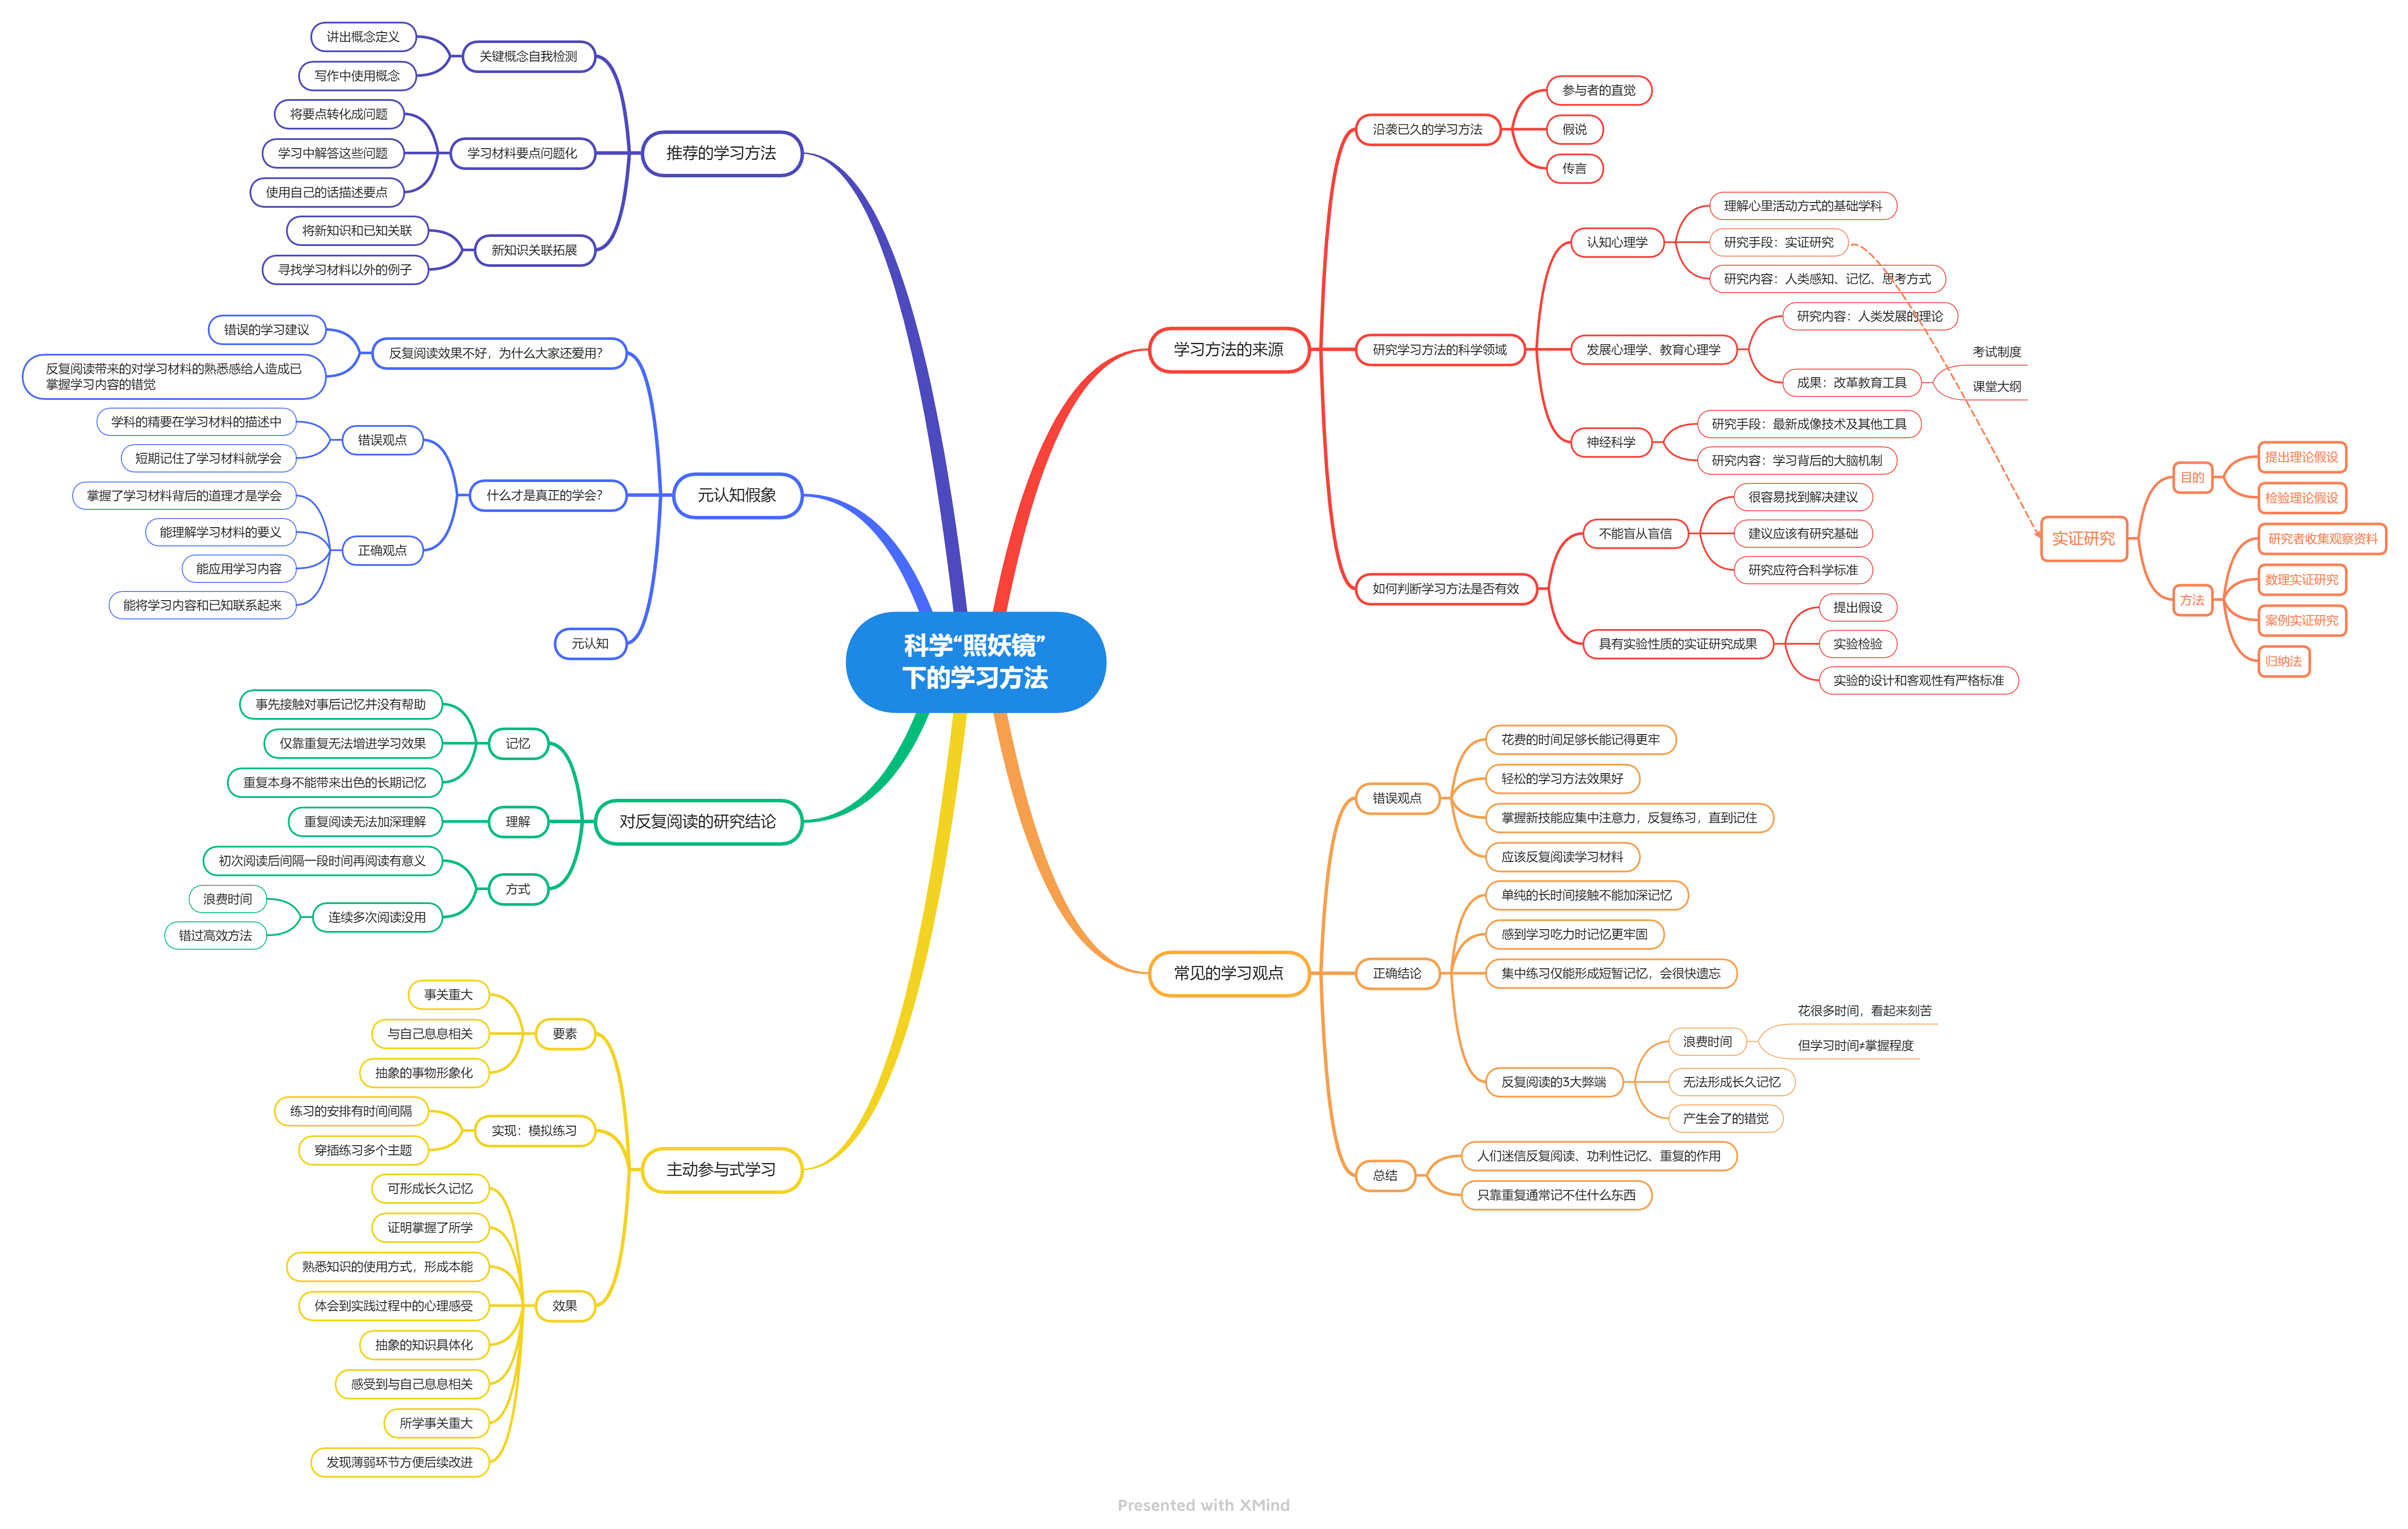 科学“照妖镜”
下的学习方法
学习方法的来源
沿袭已久的学习方法
参与者的直觉
假说
传言
研究学习方法的科学领域
认知心理学
理解心里活动方式的基础学科
研究手段：实证研究
研究内容：人类感知、记忆、思考方式
发展心理学、教育心理学
研究内容：人类发展的理论
成果：改革教育工具
考试制度
课堂大纲
神经科学
研究手段：最新成像技术及其他工具
研究内容：学习背后的大脑机制
如何判断学习方法是否有效
不能盲从盲信
很容易找到解决建议
建议应该有研究基础
研究应符合科学标准
具有实验性质的实证研究成果
提出假设
实验检验
实验的设计和客观性有严格标准
实证研究
目的
提出理论假设
检验理论假设
方法
研究者收集观察资料
数理实证研究
案例实证研究
归纳法
常见的学习观点
错误观点
花费的时间足够长能记得更牢
轻松的学习方法效果好
掌握新技能应集中注意力，反复练习，直到记住
应该反复阅读学习材料
正确结论
单纯的长时间接触不能加深记忆
感到学习吃力时记忆更牢固
集中练习仅能形成短暂记忆，会很快遗忘
反复阅读的3大弊端
浪费时间
花很多时间，看起来刻苦
但学习时间≠掌握程度
无法形成长久记忆
产生会了的错觉
总结
人们迷信反复阅读、功利性记忆、重复的作用
只靠重复通常记不住什么东西
推荐的学习方法
关键概念自我检测
讲出概念定义
写作中使用概念
学习材料要点问题化
将要点转化成问题
学习中解答这些问题
使用自己的话描述要点
新知识关联拓展
将新知识和已知关联
寻找学习材料以外的例子
元认知假象
反复阅读效果不好，为什么大家还爱用？
错误的学习建议
反复阅读带来的对学习材料的熟悉感给人造成已
掌握学习内容的错觉
什么才是真正的学会？
错误观点
学科的精要在学习材料的描述中
短期记住了学习材料就学会
正确观点
掌握了学习材料背后的道理才是学会
能理解学习材料的要义
能应用学习内容
能将学习内容和已知联系起来
元认知
对反复阅读的研究结论
记忆
事先接触对事后记忆并没有帮助
仅靠重复无法增进学习效果
重复本身不能带来出色的长期记忆
理解
重复阅读无法加深理解
方式
初次阅读后间隔一段时间再阅读有意义
连续多次阅读没用
浪费时间
错过高效方法
主动参与式学习
要素
事关重大
与自己息息相关
抽象的事物形象化
实现：模拟练习
练习的安排有时间间隔
穿插练习多个主题
效果
可形成长久记忆
证明掌握了所学
熟悉知识的使用方式，形成本能
体会到实践过程中的心理感受
抽象的知识具体化
感受到与自己息息相关
所学事关重大
发现薄弱环节方便后续改进
Presented with XMind